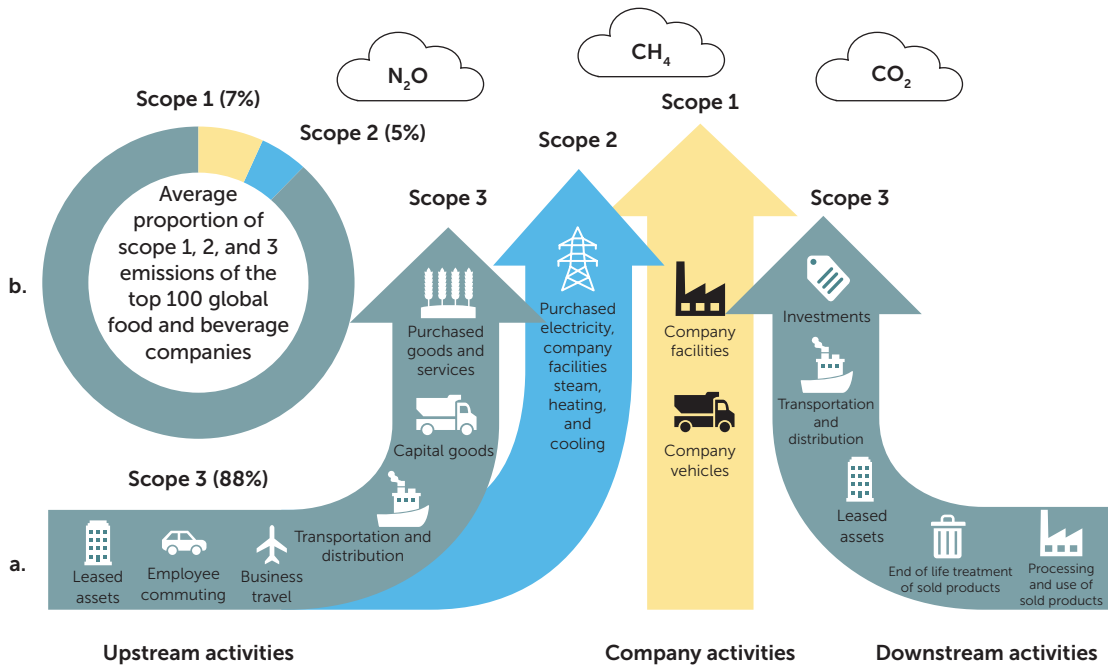 N₂O
CH₄
CO₂
Scope 1 (7%)
Scope 2 (5%)
Average
proportion of
scope 1, 2, and 3
emissions of the
top 100 global
food and beverage
companies
Scope 3 (88%)
b.
a.
Scope 3
Purchased
goods and
services
Capital goods
Transportation and
distribution
Business
travel
Employee
commuting
Leased
assets
Scope 2
Purchased
electricity,
company
facilities
steam,
heating,
and
cooling
Scope 1
Company
facilities
Company
vehicles
Scope 3
Investments
Transportation
and
distribution
Leased
assets
End of life treatment
of sold products
Processing
and use of
sold products
Upstream activities
Company activities
Downstream activities